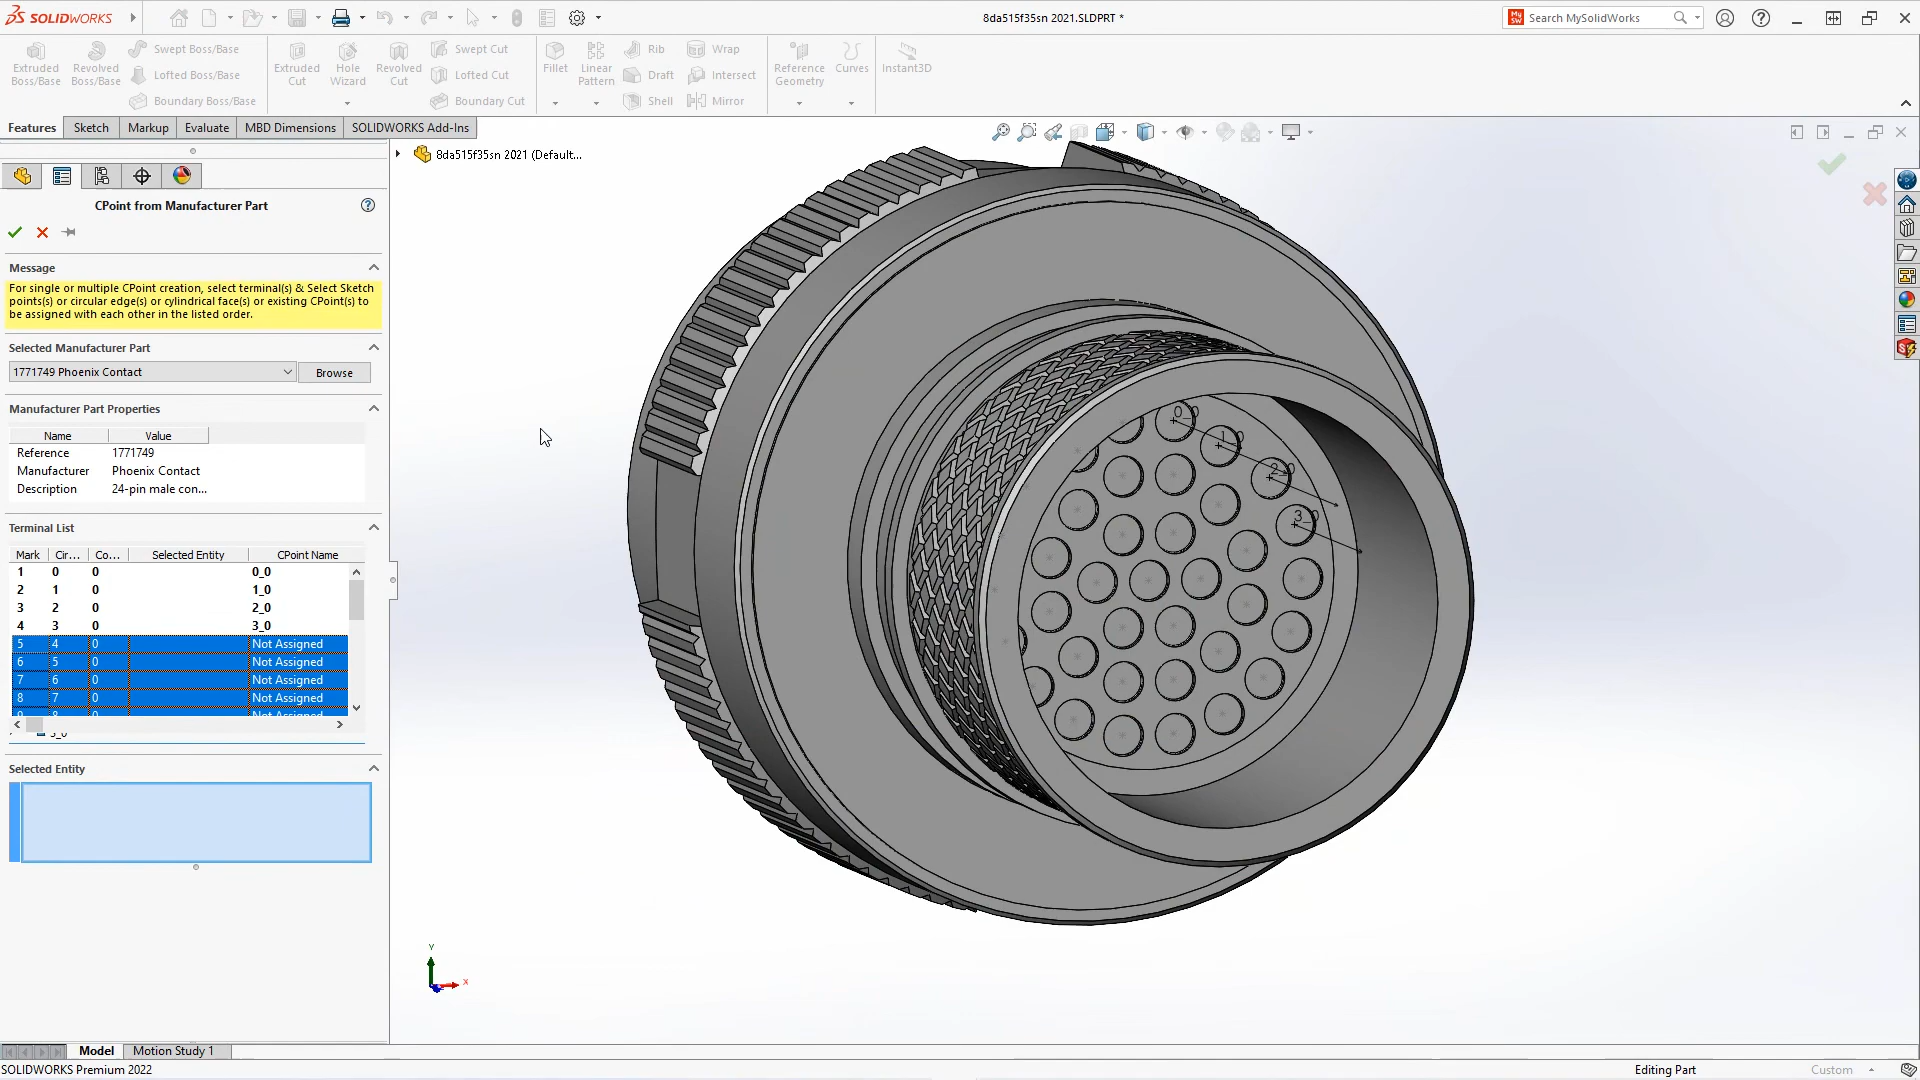 SOLIDWORKS
8da515f35sn 2021.SLDPRT *
Search MySolidWorks
Extruded Boss/Base
Revolved Boss/Base
Swept Boss/Base
Lofted Boss/Base
Boundary Boss/Base
Extruded Cut
Hole Wizard
Revolved Cut
Swept Cut
Lofted Cut
Boundary Cut
Fillet
Linear Pattern
Rib
Draft
Shell
Wrap
Intersect
Mirror
Reference Geometry
Curves
Instant3D
Features
Sketch
Markup
Evaluate
MBD Dimensions
SOLIDWORKS Add-Ins
8da515f35sn 2021 (Default...
CPoint from Manufacturer Part
Message
For single or multiple CPoint creation, select terminal(s) & Select Sketch
points(s) or circular edge(s) or cylindrical face(s) or existing CPoint(s) to
be assigned with each other in the listed order.
Selected Manufacturer Part
1771749 Phoenix Contact
Browse
Manufacturer Part Properties
Name Value
Reference 1771749
Manufacturer Phoenix Contact
Description 24-pin male con...
Terminal List
Mark Cir... Co... Selected Entity CPoint Name
1 0 0 0_0
2 1 0 1_0
3 2 0 2_0
4 3 0 3_0
5 4 0 Not Assigned
6 5 0 Not Assigned
7 6 0 Not Assigned
8 7 0 Not Assigned
9 8 0 Not Assigned
Selected Entity
0_0
1_0
2_0
3_0
Y
X
Model
Motion Study 1
SOLIDWORKS Premium 2022
Editing Part
Custom